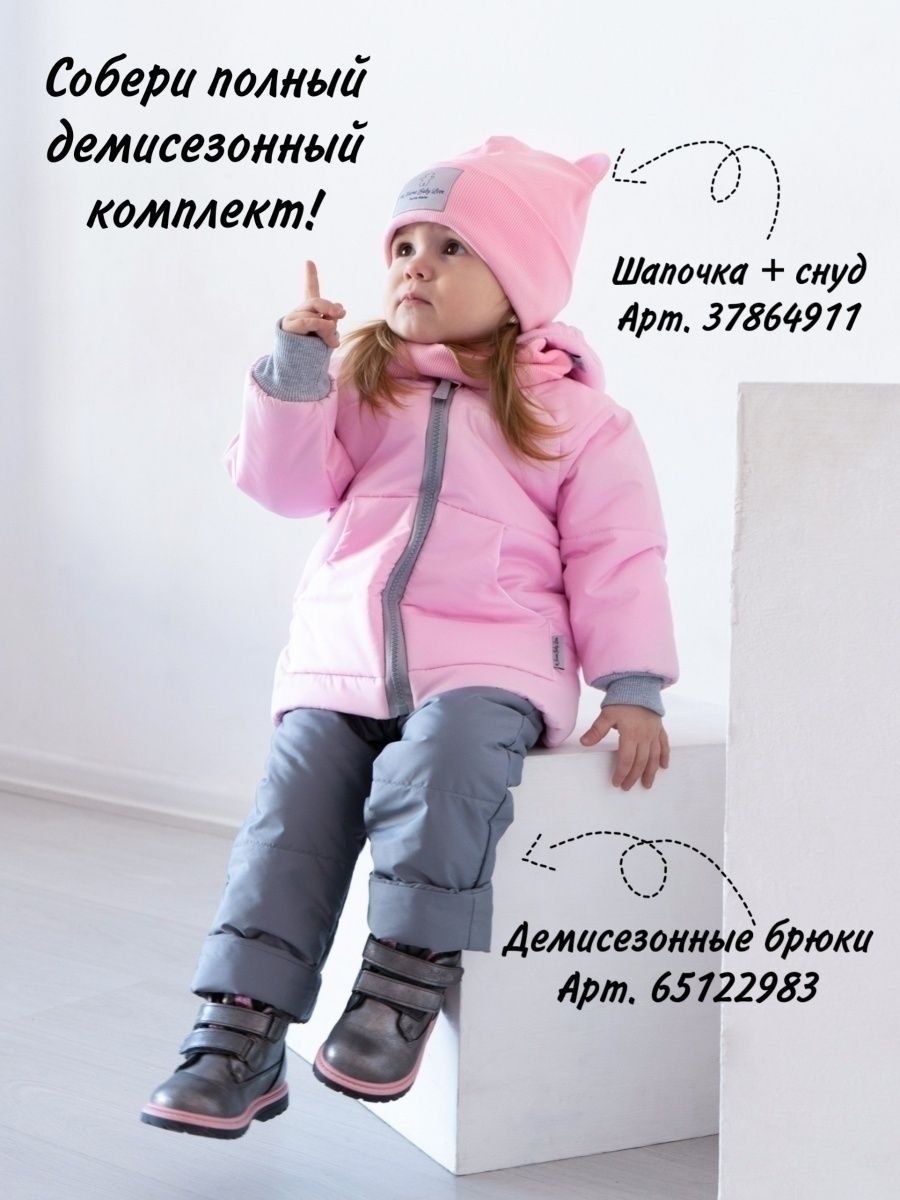 Собери полный
демисезонный
комплект!
Шапочка + снуд
Арт. 37864911
Демисезонные брюки
Арт. 65122983